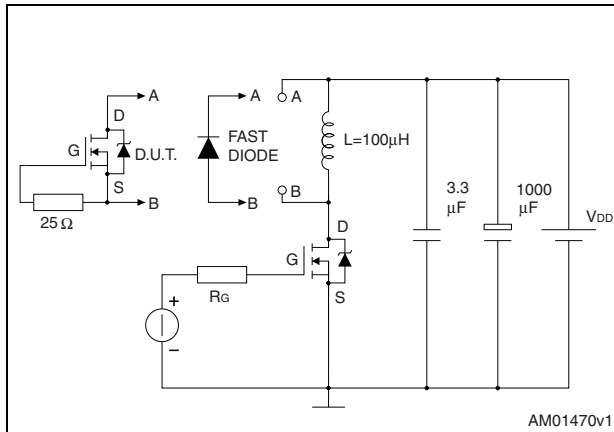 A
D
G
D.U.T.
S
B
25 Ω
A
FAST
DIODE
B
A
L=100µH
B
D
G
S
RG
+
-
3.3
µF
1000
µF
VDD
AM01470v1